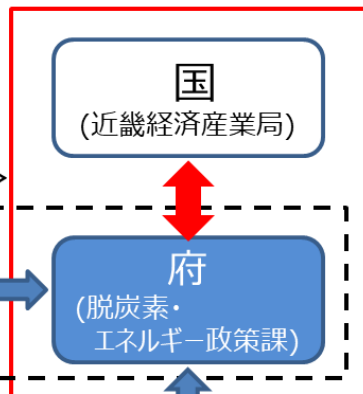 国
(近畿経済産業局)
府
(脱炭素・
エネルギー政策課)